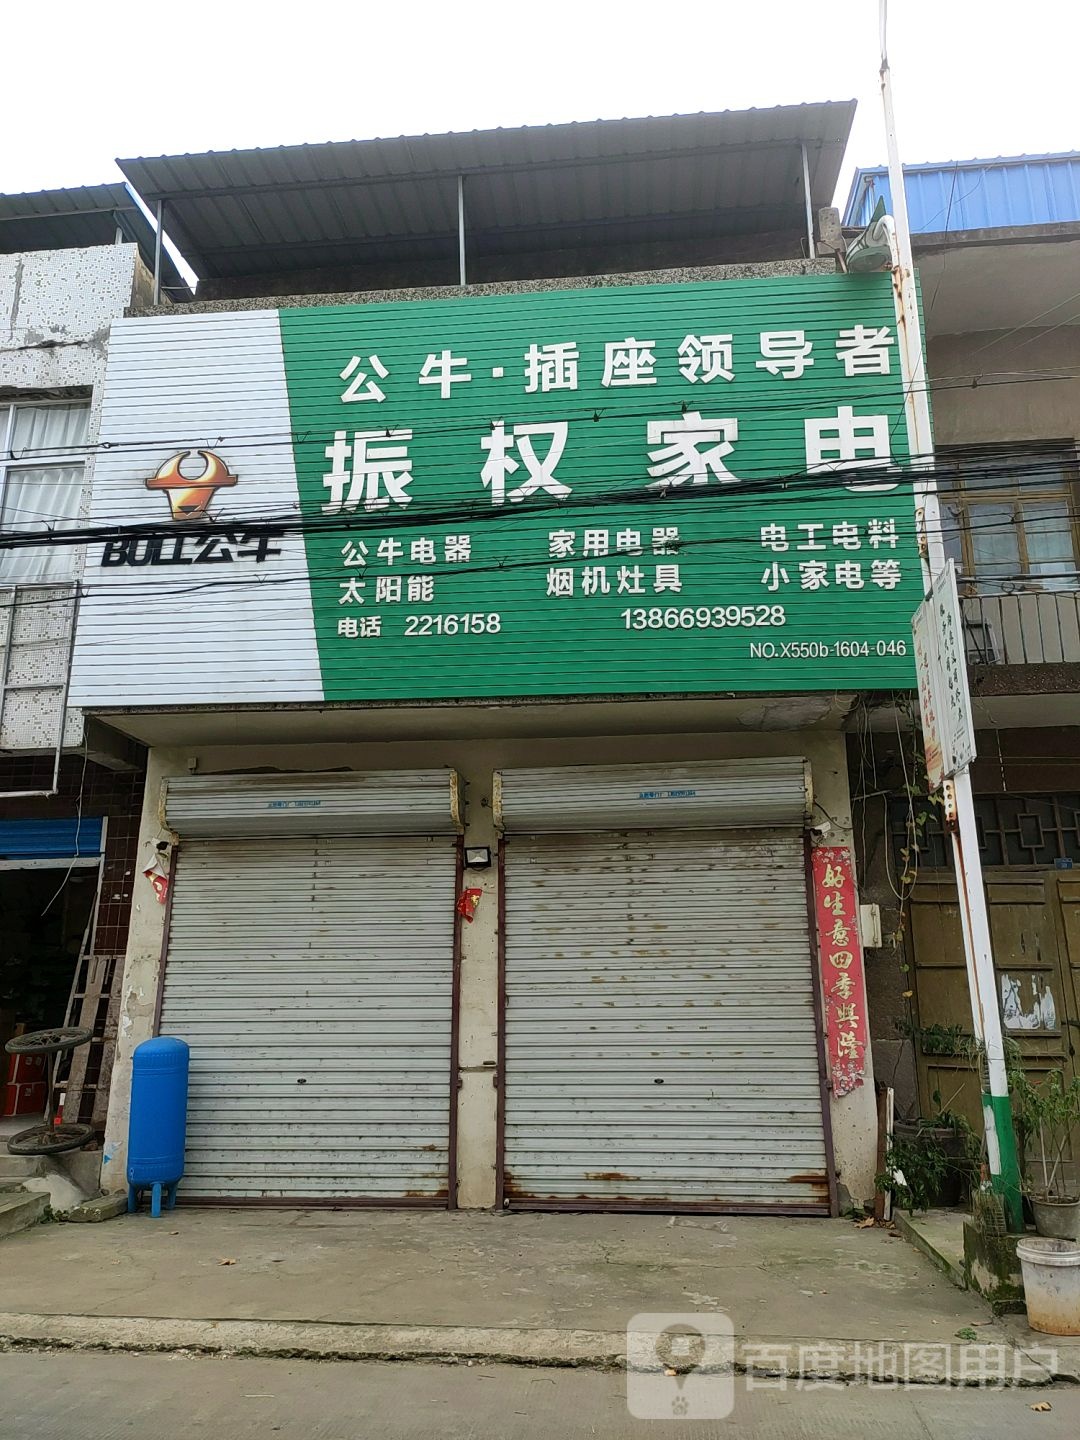 公牛·插座领导者
振权家电
BULL公牛
公牛电器 家用电器 电工电料
太阳能 烟机灶具 小家电等
电话 2216158 13866939528
NO.X550b-1604-046
好生意四季興隆
百度地图用户